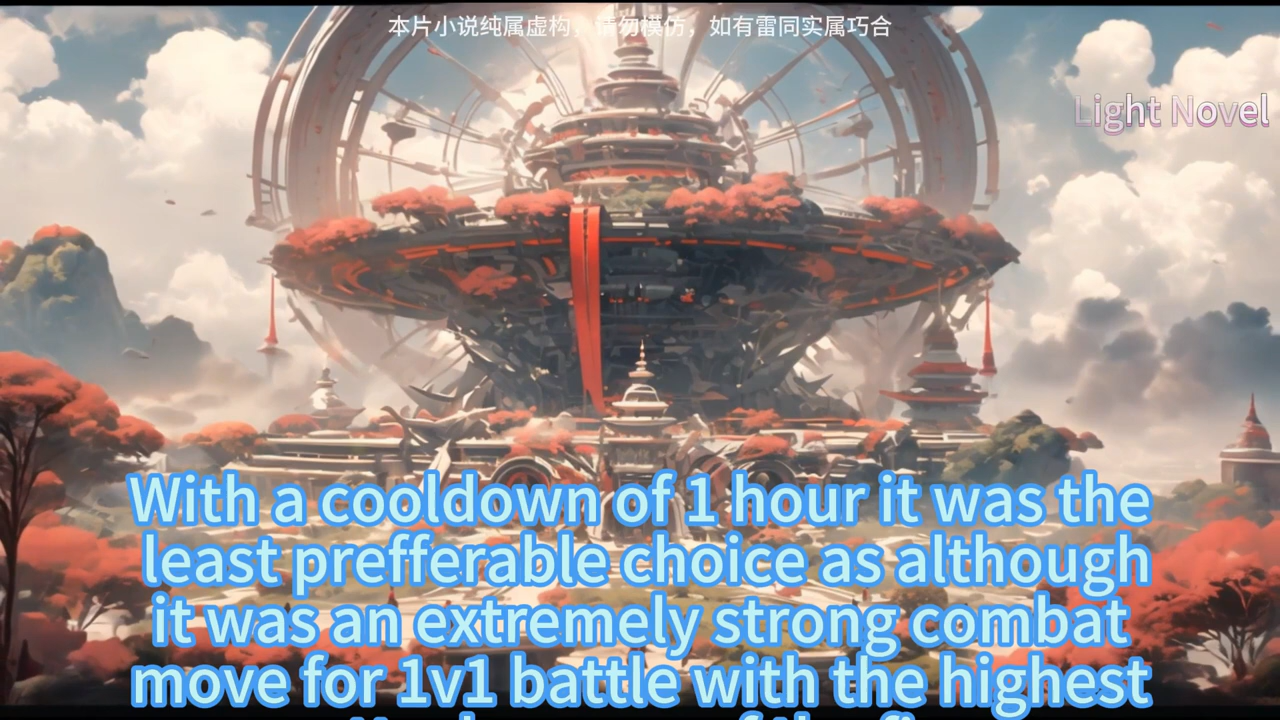 本片小说纯属虚构，请勿模仿，如有雷同实属巧合
Light Novel
With a cooldown of 1 hour it was the
least prefferable choice as although
it was an extremely strong combat
move for 1v1 battle with the highest